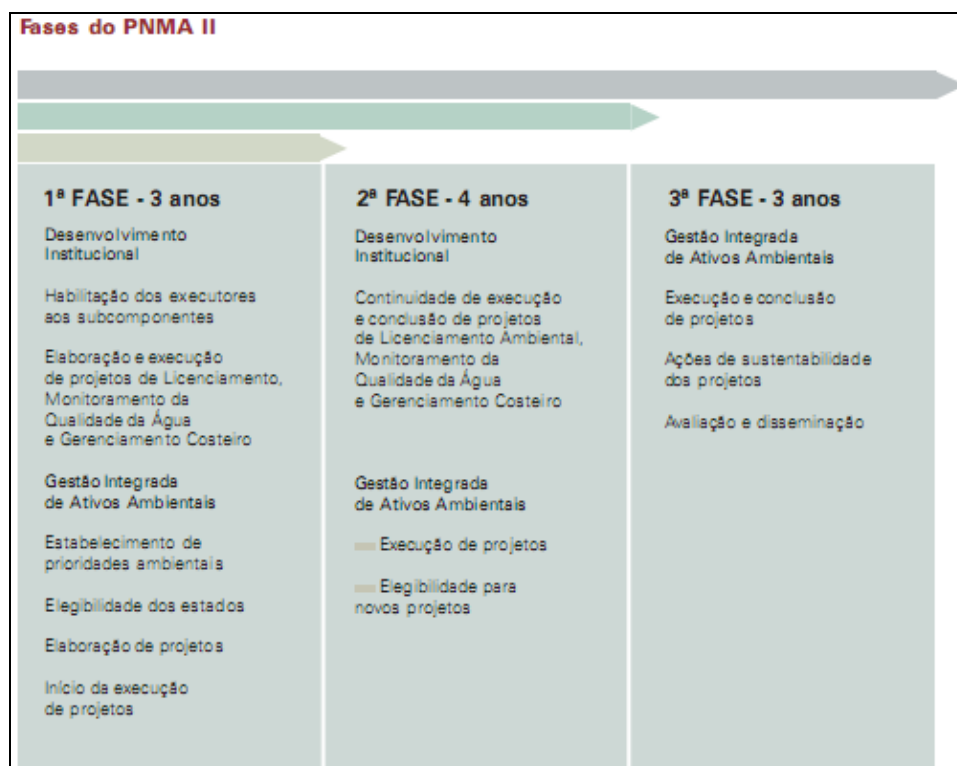 Fases do PNMA II
1ª FASE - 3 anos
Desenvolvimento
Institucional
Habilitação dos executores
aos subcomponentes
Elaboração e execução
de projetos de Licenciamento,
Monitoramento da
Qualidade da Água
e Gerenciamento Costeiro
Gestão Integrada
de Ativos Ambientais
Estabelecimento de
prioridades ambientais
Elegibilidade dos estados
Elaboração de projetos
Início da execução
de projetos
2ª FASE - 4 anos
Desenvolvimento
Institucional
Continuidade de execução
e conclusão de projetos
de Licenciamento Ambiental,
Monitoramento da
Qualidade da Água
e Gerenciamento Costeiro
Gestão Integrada
de Ativos Ambientais
Execução de projetos
Elegibilidade para
novos projetos
3ª FASE - 3 anos
Gestão Integrada
de Ativos Ambientais
Execução e conclusão
de projetos
Ações de sustentabilidade
dos projetos
Avaliação e disseminação